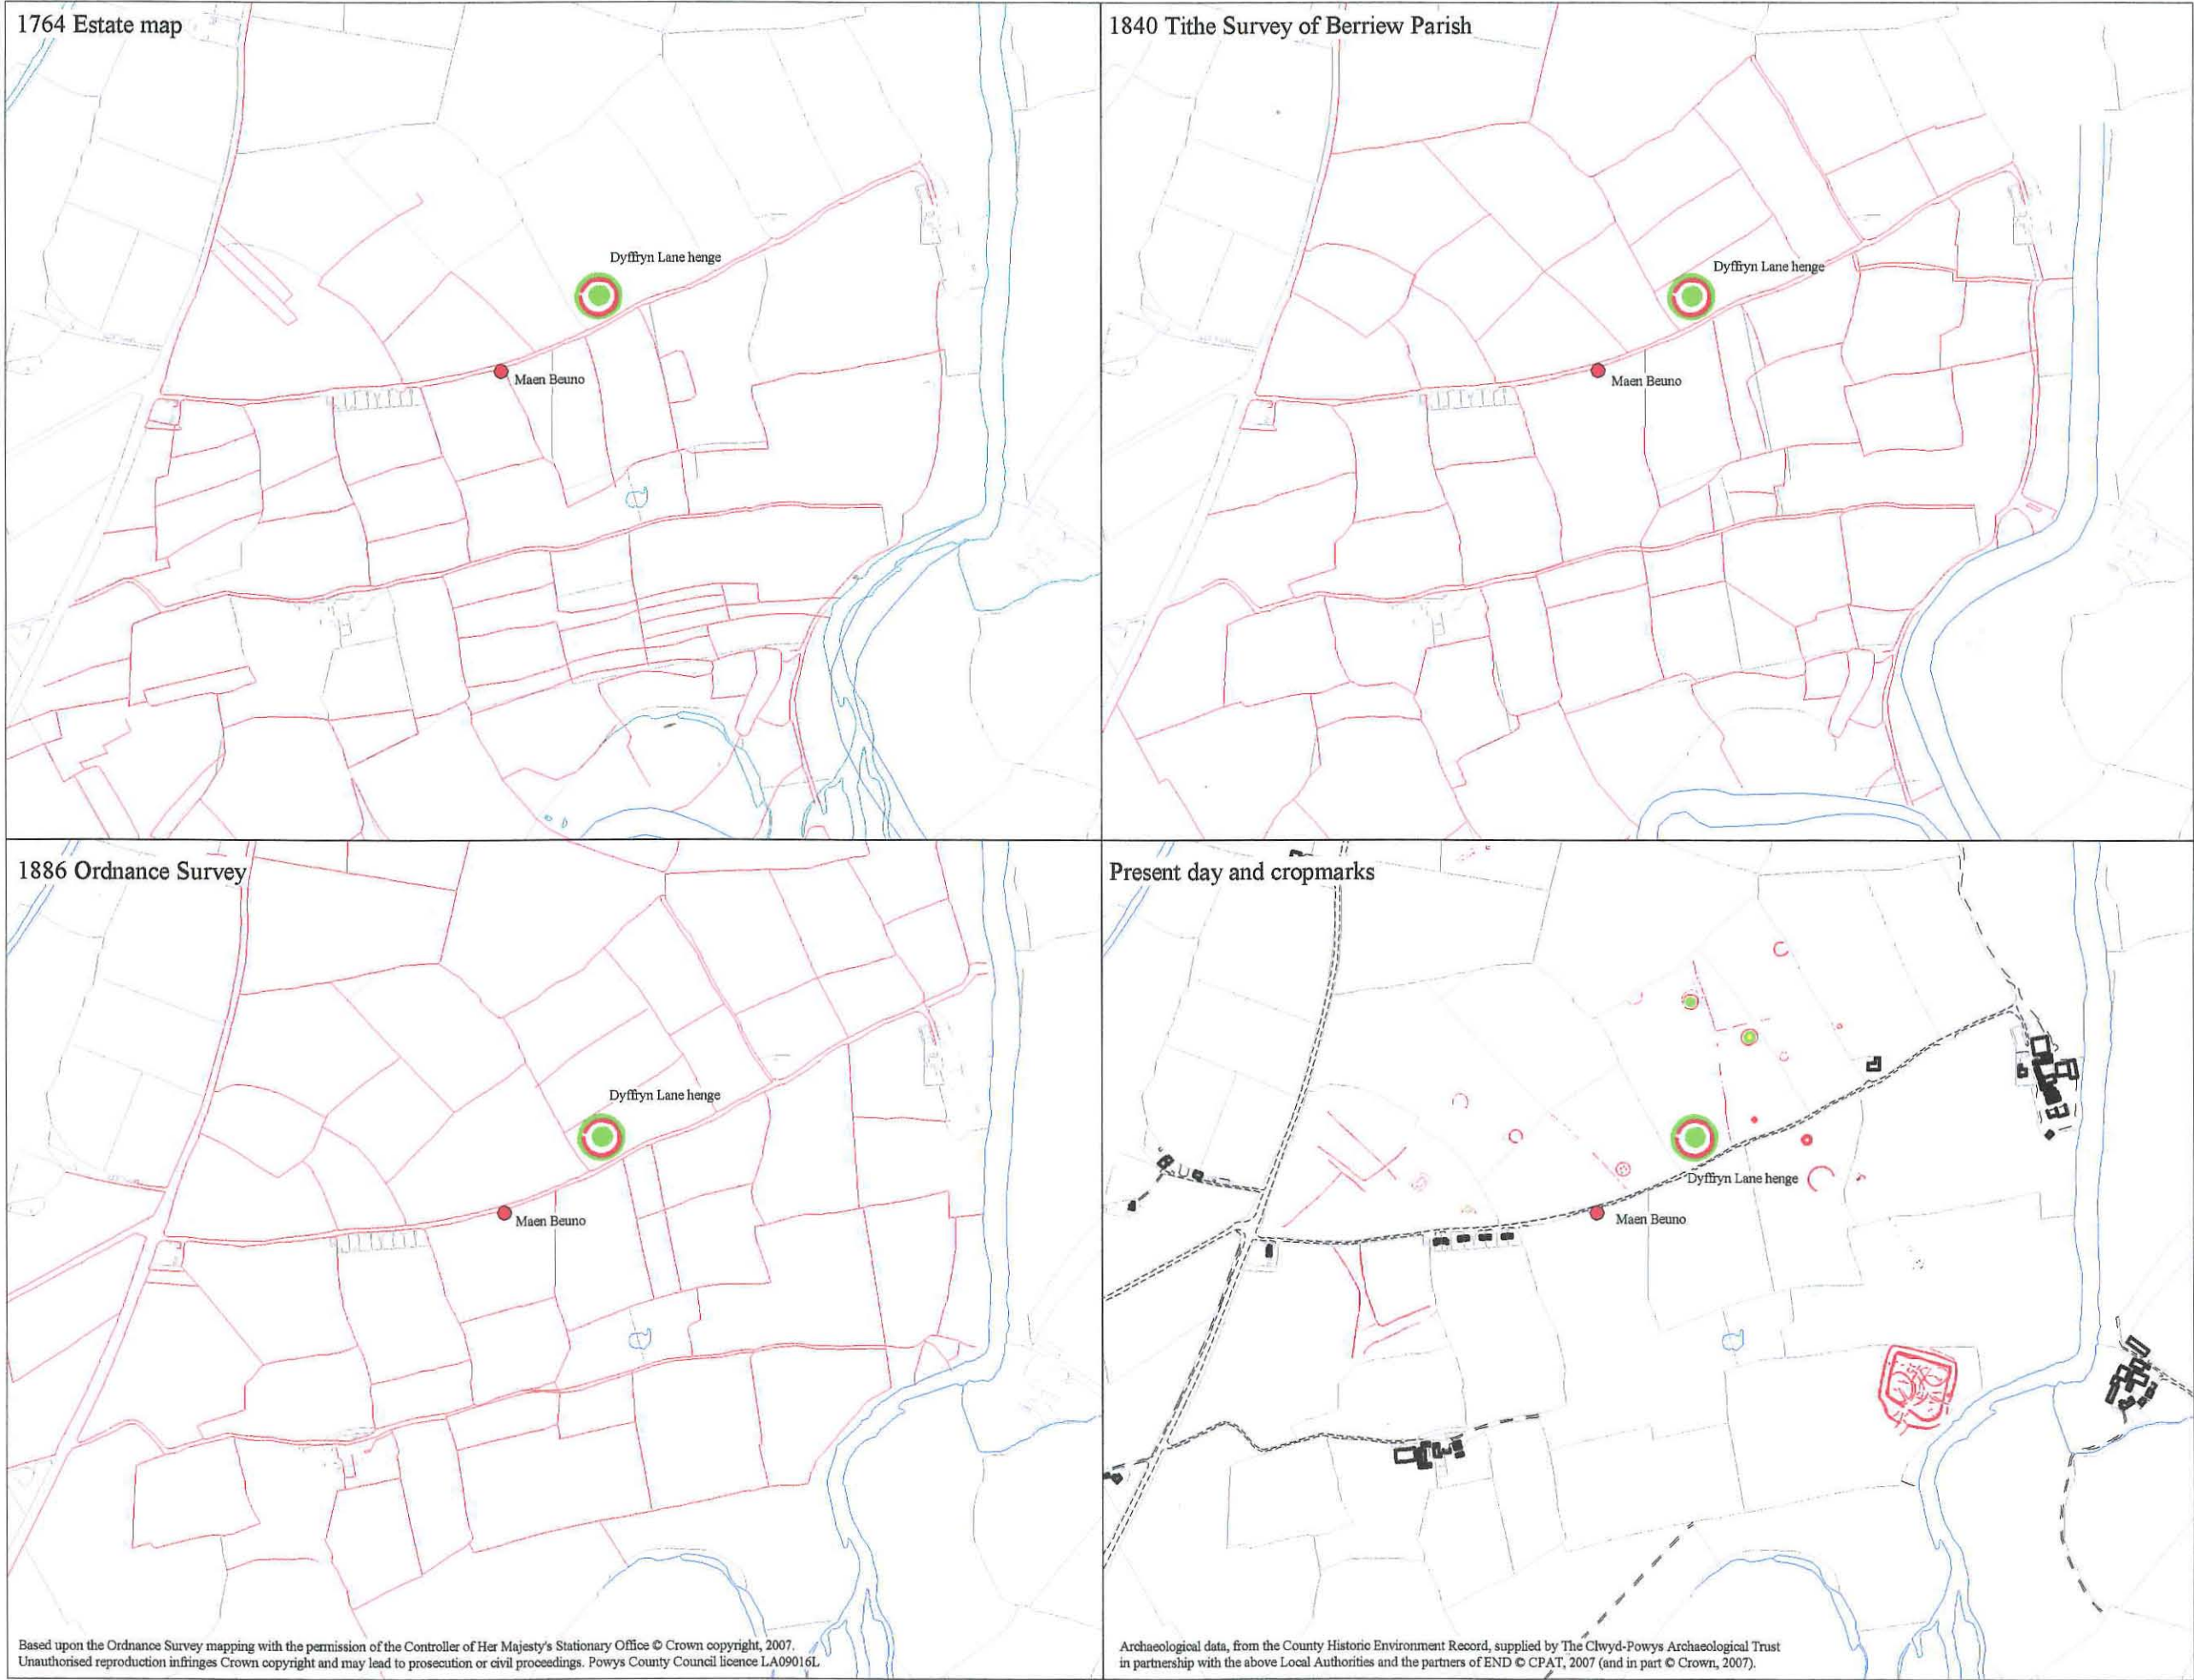 1764 Estate map
Dyffryn Lane henge
Maen Beuno
1840 Tithe Survey of Berriew Parish
Dyffryn Lane henge
Maen Beuno
1886 Ordnance Survey
Dyffryn Lane henge
Maen Beuno
Based upon the Ordnance Survey mapping with the permission of the Controller of Her Majesty's Stationary Office © Crown copyright, 2007.
Unauthorised reproduction infringes Crown copyright and may lead to prosecution or civil proceedings. Powys County Council licence LA09016L
Present day and cropmarks
Dyffryn Lane henge
Maen Beuno
Archaeological data, from the County Historic Environment Record, supplied by The Clwyd-Powys Archaeological Trust
in partnership with the above Local Authorities and the partners of END © CPAT, 2007 (and in part © Crown, 2007).